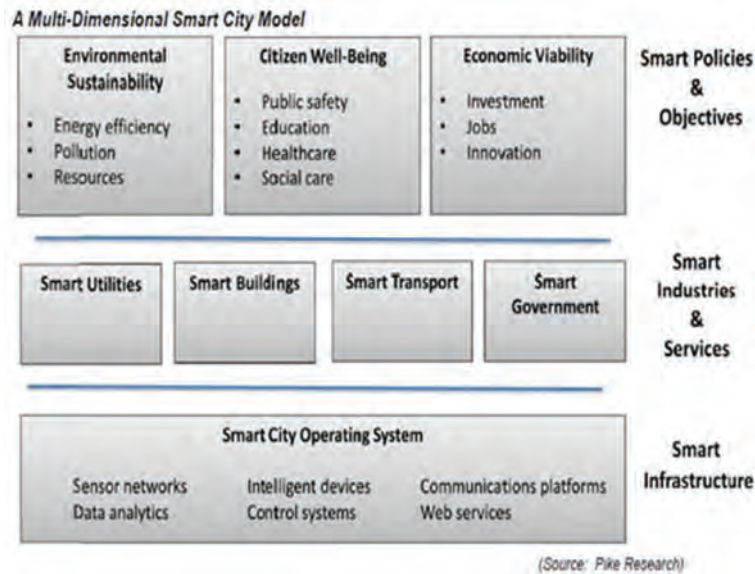 A Multi-Dimensional Smart City Model
Environmental
Sustainability
• Energy efficiency
• Pollution
• Resources
Citizen Well-Being
• Public safety
• Education
• Healthcare
• Social care
Economic Viability
• Investment
• Jobs
• Innovation
Smart Policies
&
Objectives
Smart Utilities
Smart Buildings
Smart Transport
Smart
Government
Smart
Industries
&
Services
Smart City Operating System
Sensor networks Intelligent devices Communications platforms
Data analytics Control systems Web services
Smart
Infrastructure
(Source: Pike Research)